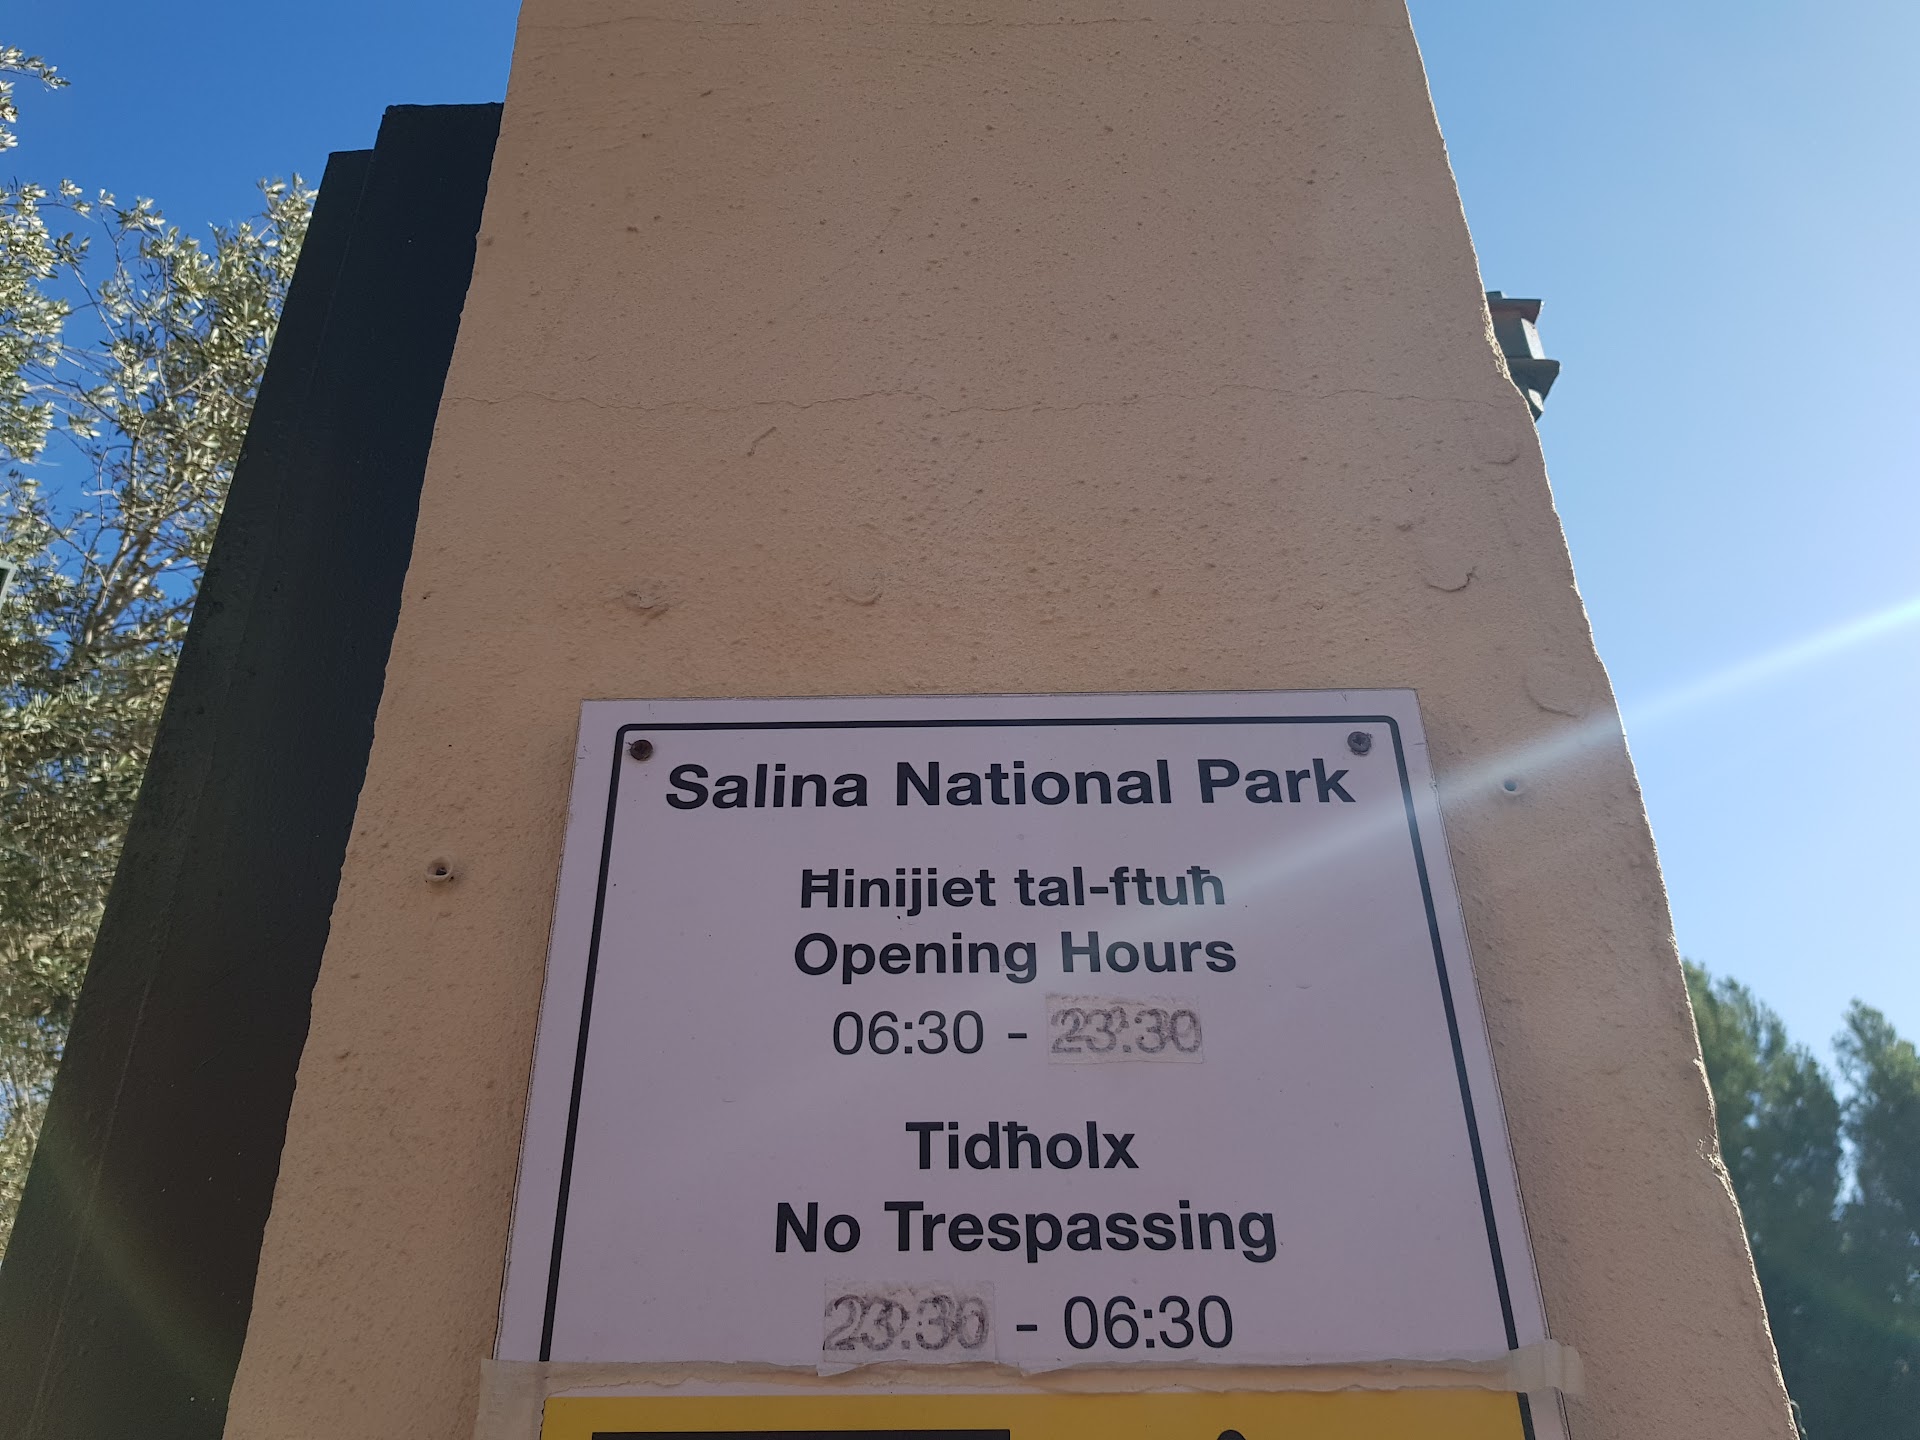 Salina National Park
Ħinijiet tal-ftuħ
Opening Hours
06:30 - 23:30
Tidħolx
No Trespassing
23:30 - 06:30